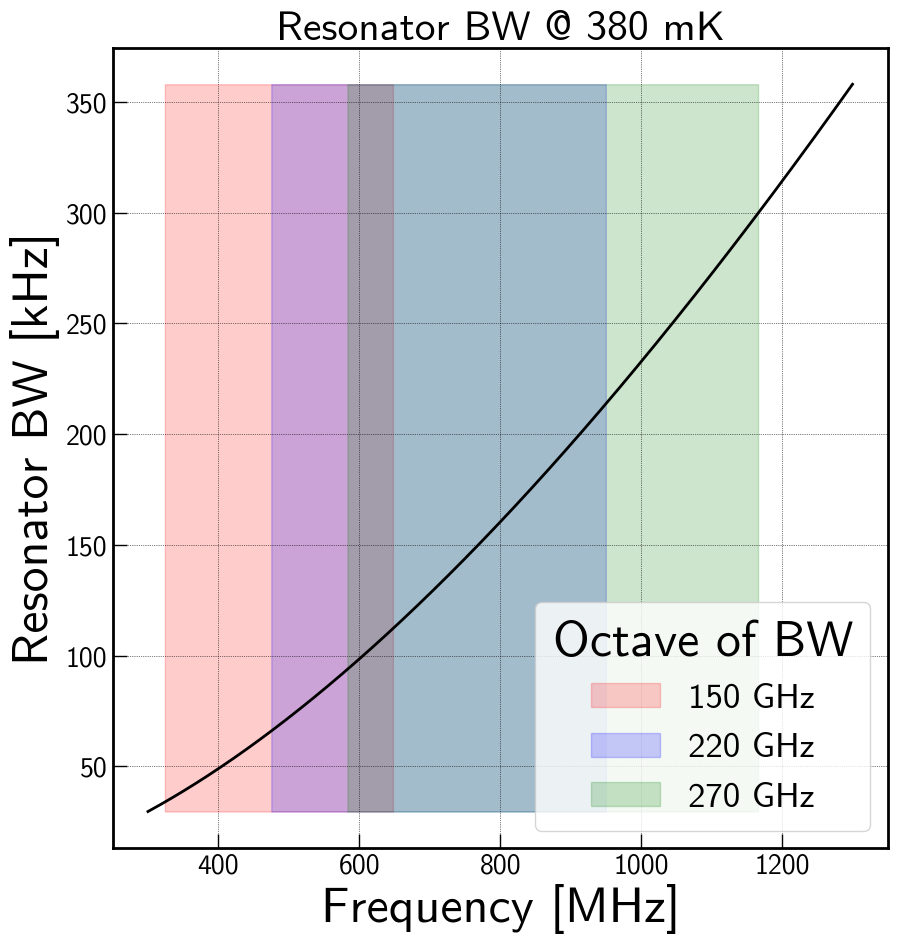 Resonator BW @ 380 mK
Resonator BW [kHz]
350
300
250
200
150
100
50
Octave of BW
150 GHz
220 GHz
270 GHz
400 600 800 1000 1200
Frequency [MHz]